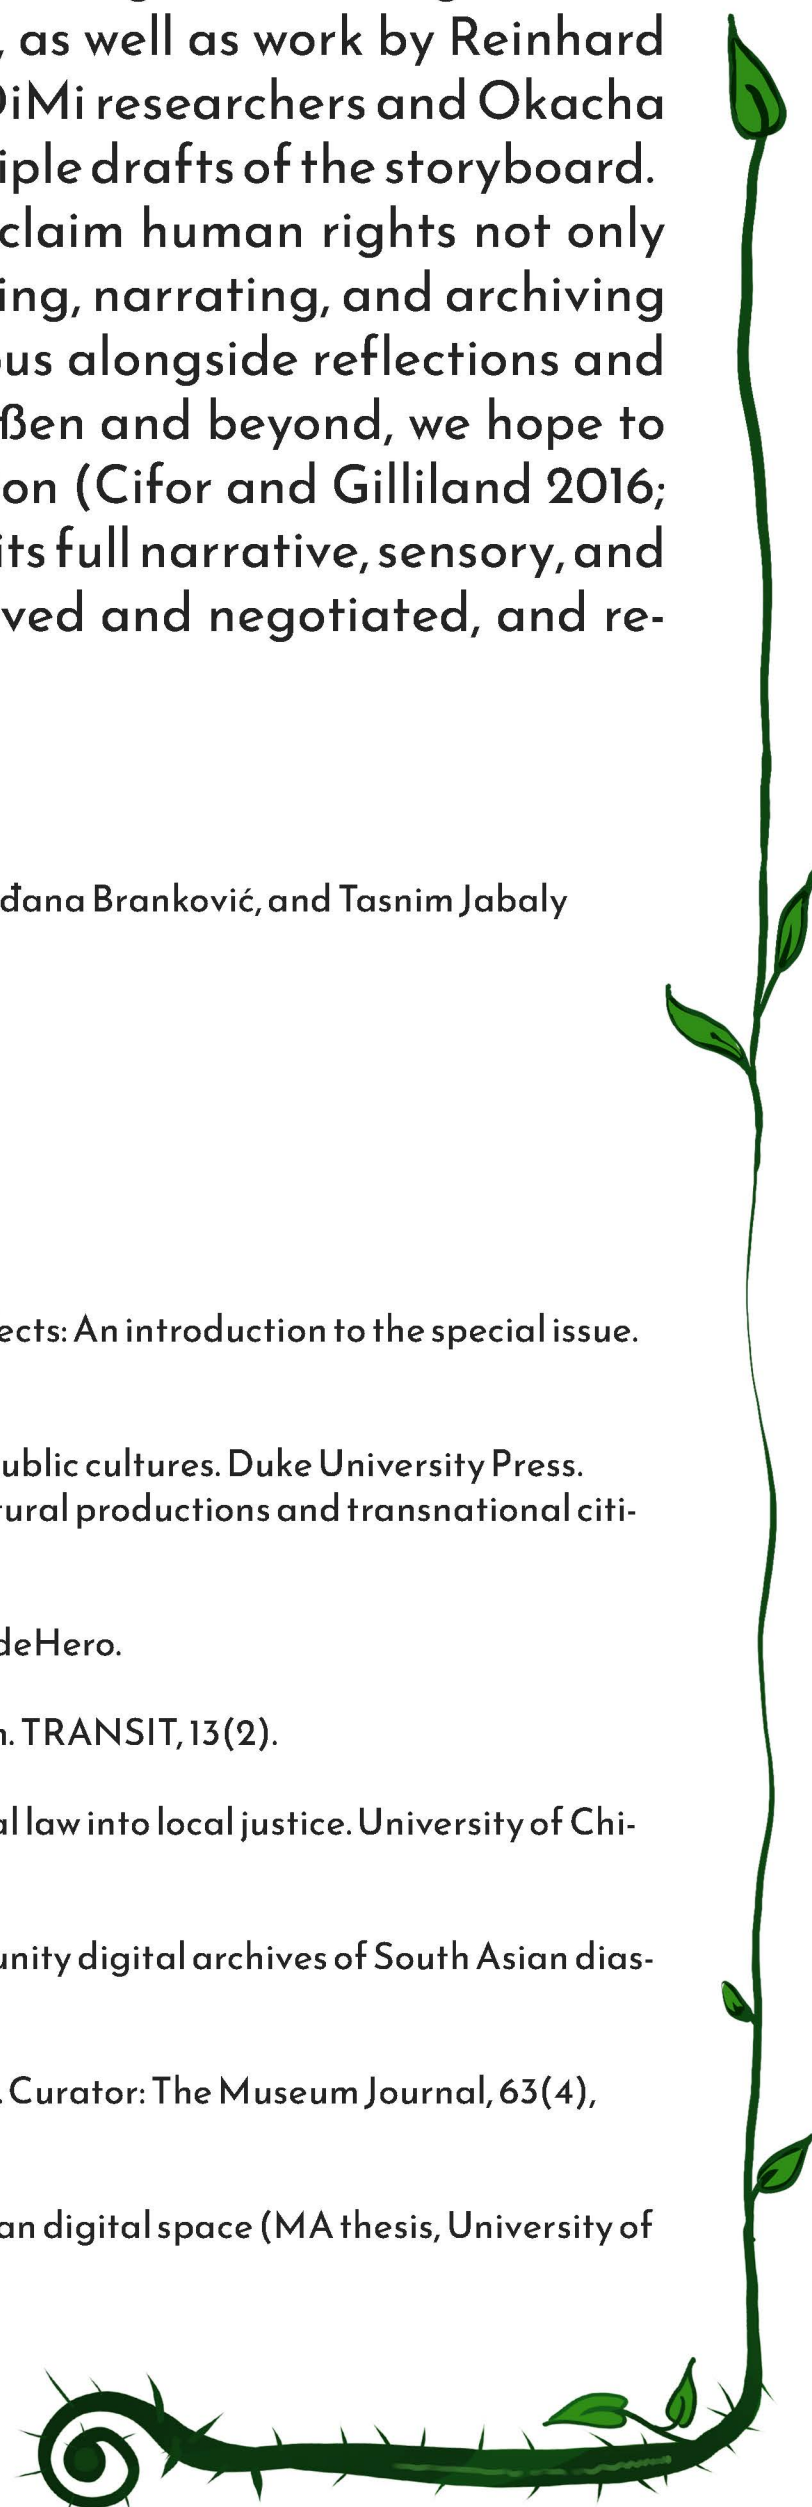 , as well as work by Reinhard
DiMi researchers and Okacha
iple drafts of the storyboard.
claim human rights not only
ing, narrating, and archiving
ous alongside reflections and
ßen and beyond, we hope to
on (Cifor and Gilliland 2016;
its full narrative, sensory, and
ved and negotiated, and re-
đana Branković, and Tasnim Jabaly
ects: An introduction to the special issue.
ublic cultures. Duke University Press.
tural productions and transnational citi-
deHero.
n. TRANSIT, 13(2).
al law into local justice. University of Chi-
unity digital archives of South Asian dias-
. Curator: The Museum Journal, 63(4),
an digital space (MA thesis, University of